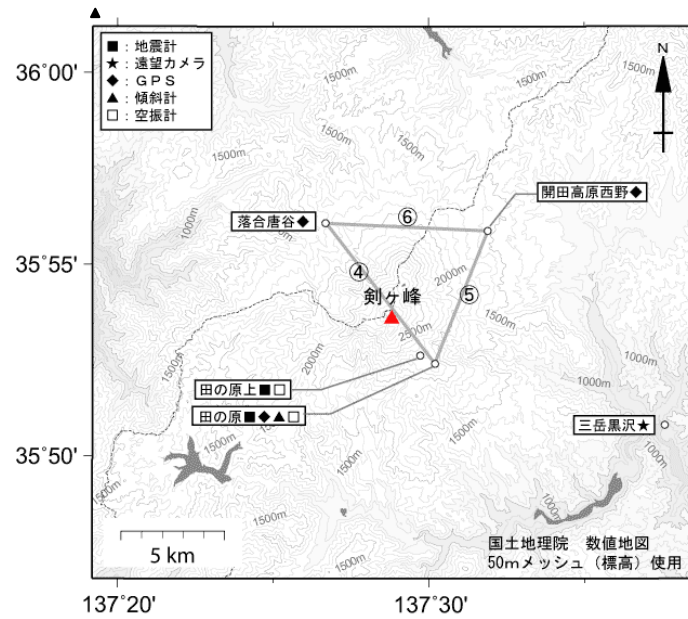 ■：地震計
★：遠望カメラ
◆：GPS
▲：傾斜計
□：空振計
N
36°00'
35°55'
35°50'
137°20'
137°30'
1500m
1500m
1500m
1500m
1500m
1000m
落合唐谷◆
⑥
開田高原西野◆
④
⑤
2000m
剣ヶ峰
1500m
2500m
2000m
1000m
1000m
田の原上■□
田の原■◆▲□
三岳黒沢★
1500m
1500m
1500m
1500m
1000m
5 km
国土地理院　数値地図
50mメッシュ（標高）使用